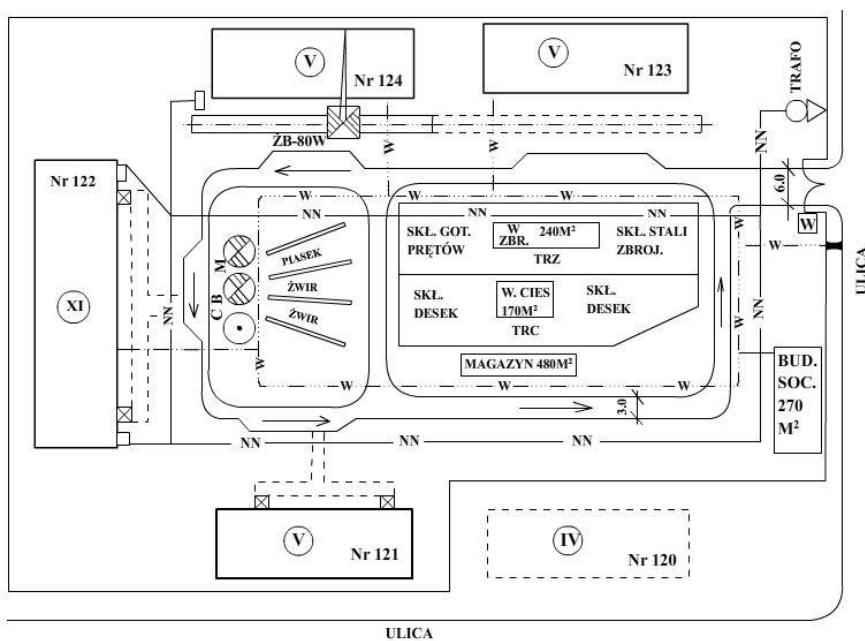 V
Nr 124
V
Nr 123
TRAFO
ŻB-80W
W
W
NN
Nr 122
6.0
W
W
W
NN
NN
NN
W
W
SKŁ. GOT.
PRĘTÓW
W
ZBR.
240M²
SKŁ. STALI
ZBROJ.
TRZ
W
ULICA
M
PIASEK
ŻWIR
C B
ŻWIR
XI
NN
SKŁ.
DESEK
W. CIES
170M²
SKŁ.
DESEK
TRC
W
W
MAGAZYN 480M²
BUD.
SOC.
270
M²
W
W
W
3.0
NN
NN
NN
NN
V
Nr 121
IV
Nr 120
ULICA